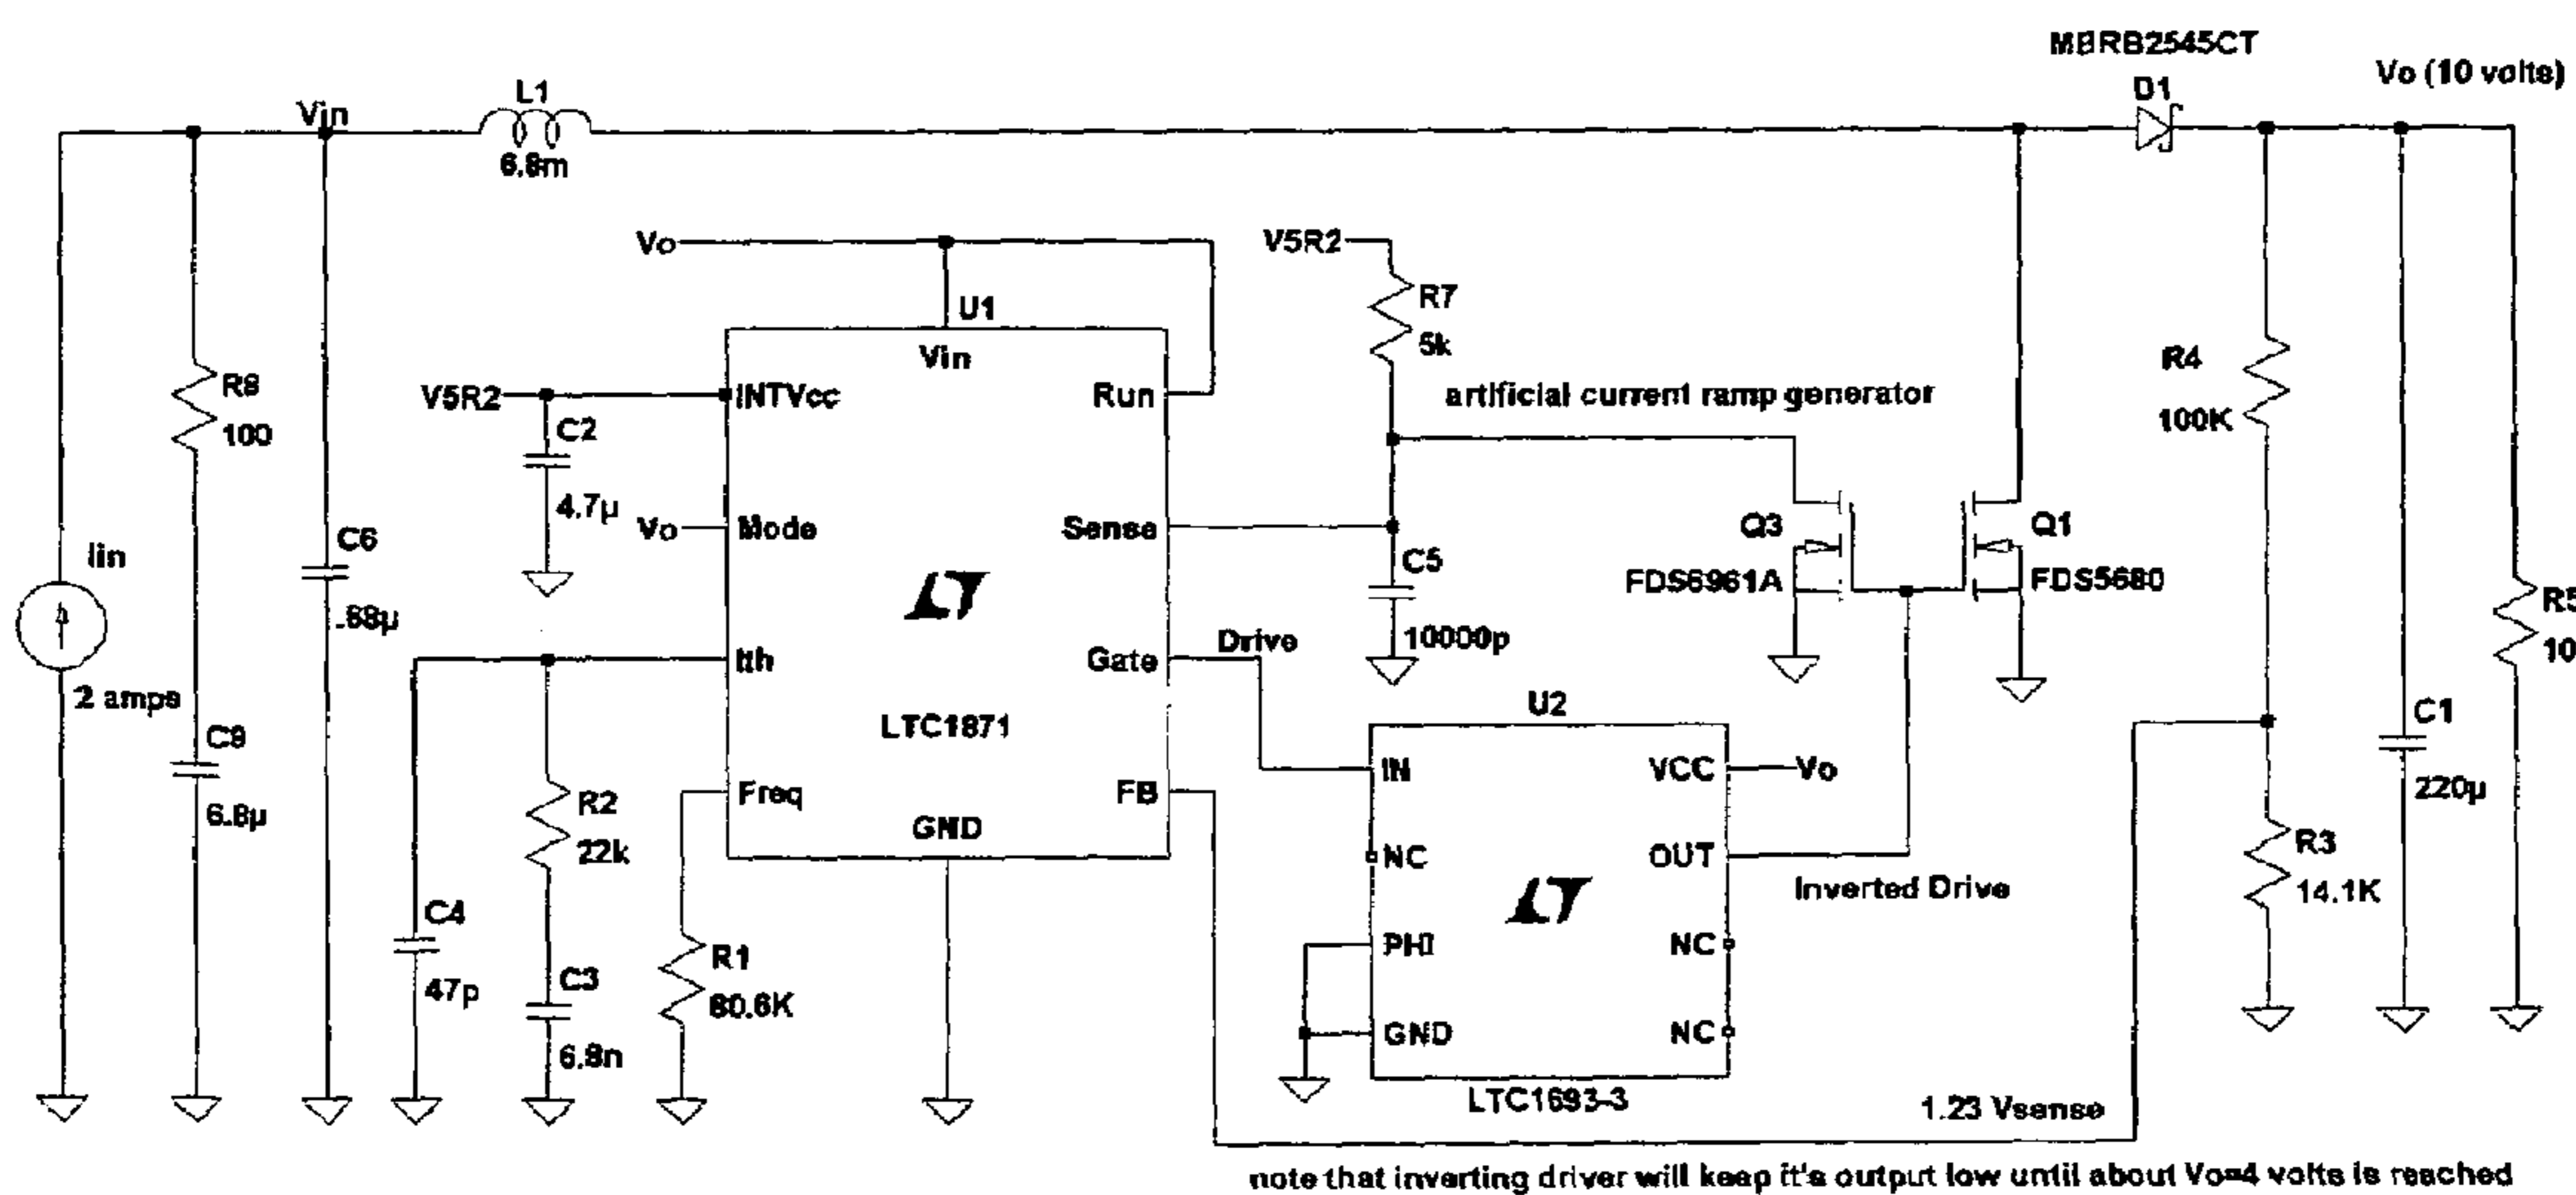 MBRB2545CT
D1
Vo (10 volts)
Vin
L1
6.8m
Vo
V5R2
U1
R7
5k
Vin
R8
100
V5R2
INTVcc
Run
artificial current ramp generator
R4
100K
C2
4.7µ
Vo
Mode
Sense
Q3
Q1
Iin
C6
.68µ
C5
10000p
FDS6961A
FDS5680
R5
10
2 amps
Ith
Gate
Drive
LTC1871
U2
C1
220µ
C9
6.8µ
Freq
FB
IN
VCC
Vo
R2
22k
GND
NC
OUT
R3
14.1K
Inverted Drive
C4
47p
C3
6.8n
R1
80.6K
PHI
NC
GND
NC
LTC1693-3
1.23 Vsense
note that inverting driver will keep it's output low until about Vo=4 volts is reached